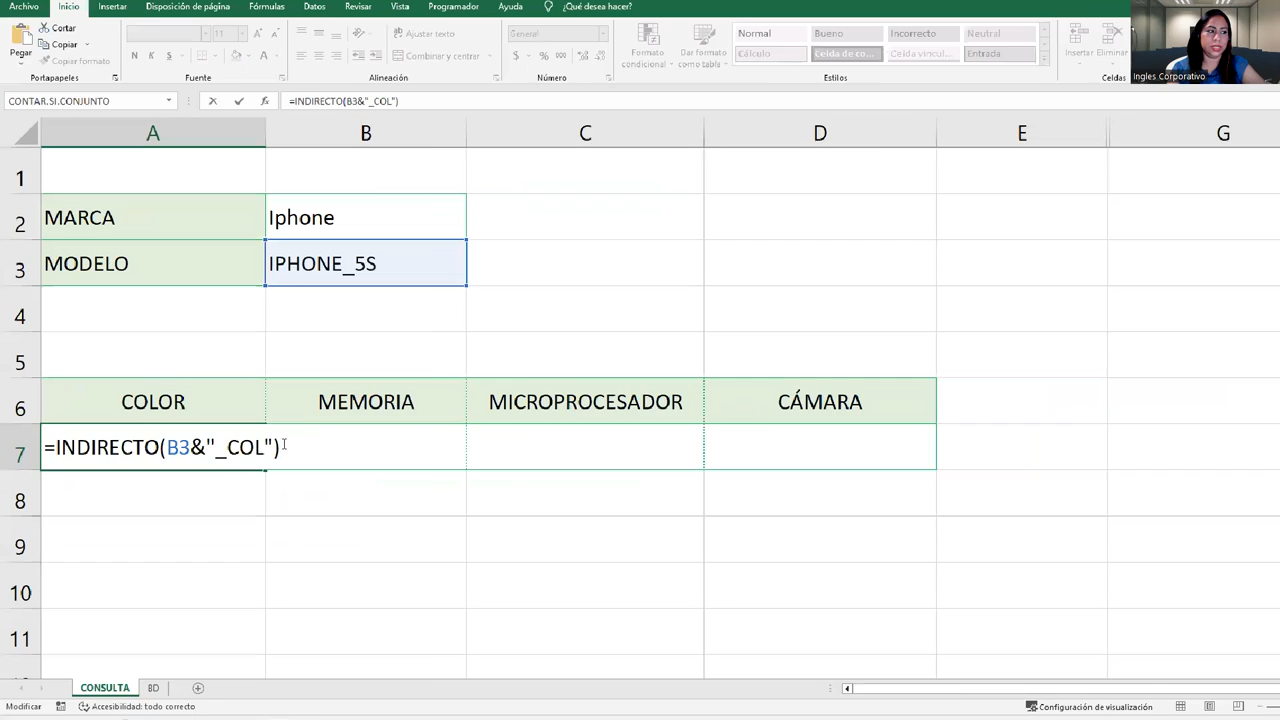 Archivo Inicio Insertar Disposición de página Fórmulas Datos Revisar Vista Programador Ayuda ¿Qué desea hacer?
Pegar
Cortar
Copiar
Copiar formato
Portapapeles
11
N K S
Fuente
Ajustar texto
Combinar y centrar
Alineación
General
Número
Formato condicional
Dar formato como tabla
Normal Bueno Incorrecto Neutral
Cálculo Celda de co... Celda vincul... Entrada
Estilos
Insertar Eliminar
Celdas
Ingles Corporativo
CONTAR.SI.CONJUNTO
=INDIRECTO(B3&"_COL")
A B C D E G
1
2 MARCA Iphone
3 MODELO IPHONE_5S
4
5
6 COLOR MEMORIA MICROPROCESADOR CÁMARA
7 =INDIRECTO(B3&"_COL")
8
9
10
11
CONSULTA BD
Modificar Accesibilidad: todo correcto Configuración de visualización